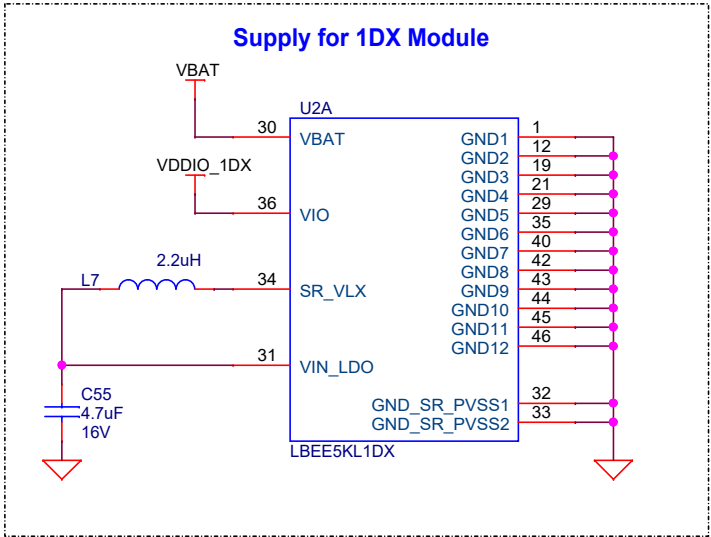 Supply for 1DX Module
VBAT
U2A
30 VBAT
VDDIO_1DX
36 VIO
2.2uH
L7
34 SR_VLX
31 VIN_LDO
C55
4.7uF
16V
GND1 1
GND2 12
GND3 19
GND4 21
GND5 29
GND6 35
GND7 40
GND8 42
GND9 43
GND10 44
GND11 45
GND12 46
GND_SR_PVSS1 32
GND_SR_PVSS2 33
LBEE5KL1DX